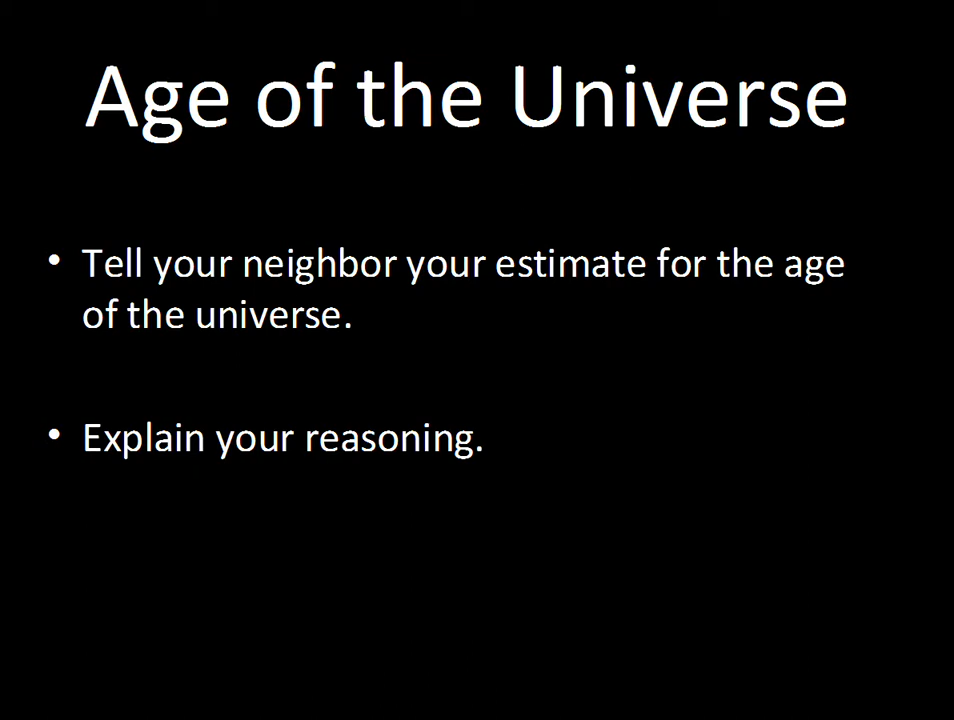 Age of the Universe
• Tell your neighbor your estimate for the age
of the universe.
• Explain your reasoning.